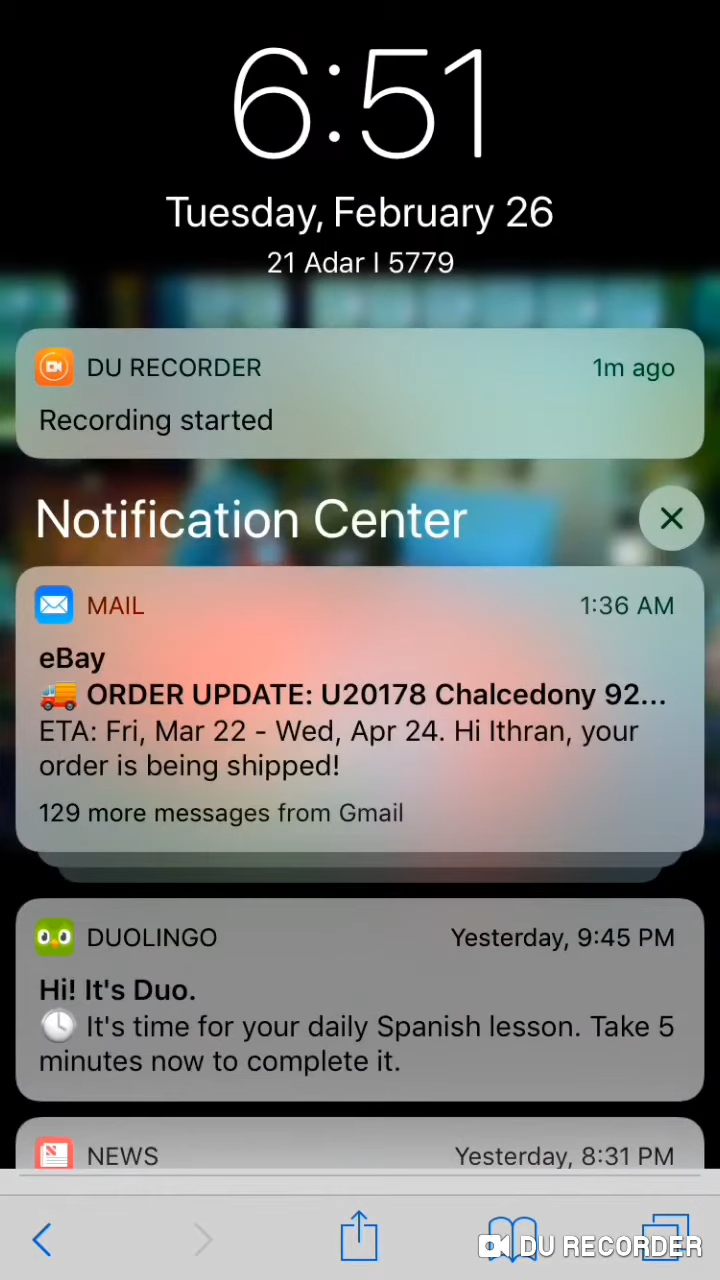 6:51
Tuesday, February 26
21 Adar I 5779
DU RECORDER 1m ago
Recording started
Notification Center
MAIL 1:36 AM
eBay
🚚 ORDER UPDATE: U20178 Chalcedony 92...
ETA: Fri, Mar 22 - Wed, Apr 24. Hi Ithran, your
order is being shipped!
129 more messages from Gmail
DUOLINGO Yesterday, 9:45 PM
Hi! It's Duo.
🕓 It's time for your daily Spanish lesson. Take 5
minutes now to complete it.
NEWS Yesterday, 8:31 PM
DU RECORDER